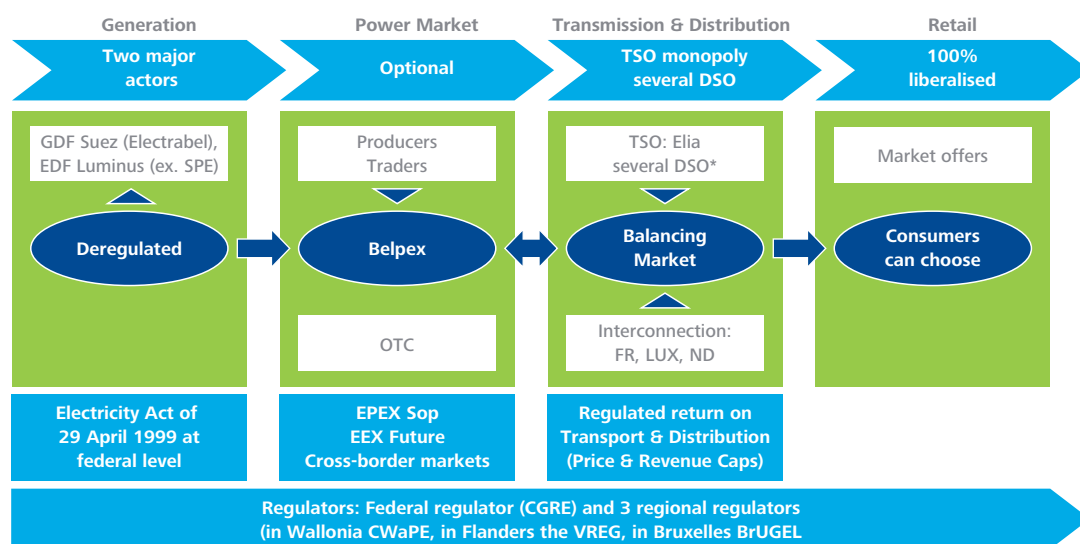 Generation
Two major
actors
GDF Suez (Electrabel),
EDF Luminus (ex. SPE)
Deregulated
Electricity Act of
29 April 1999 at
federal level
Power Market
Optional
Producers
Traders
Belpex
OTC
EPEX Sop
EEX Future
Cross-border markets
Transmission & Distribution
TSO monopoly
several DSO
TSO: Elia
several DSO*
Balancing
Market
Interconnection:
FR, LUX, ND
Regulated return on
Transport & Distribution
(Price & Revenue Caps)
Retail
100%
liberalised
Market offers
Consumers
can choose
Regulators: Federal regulator (CGRE) and 3 regional regulators
(in Wallonia CWaPE, in Flanders the VREG, in Bruxelles BrUGEL